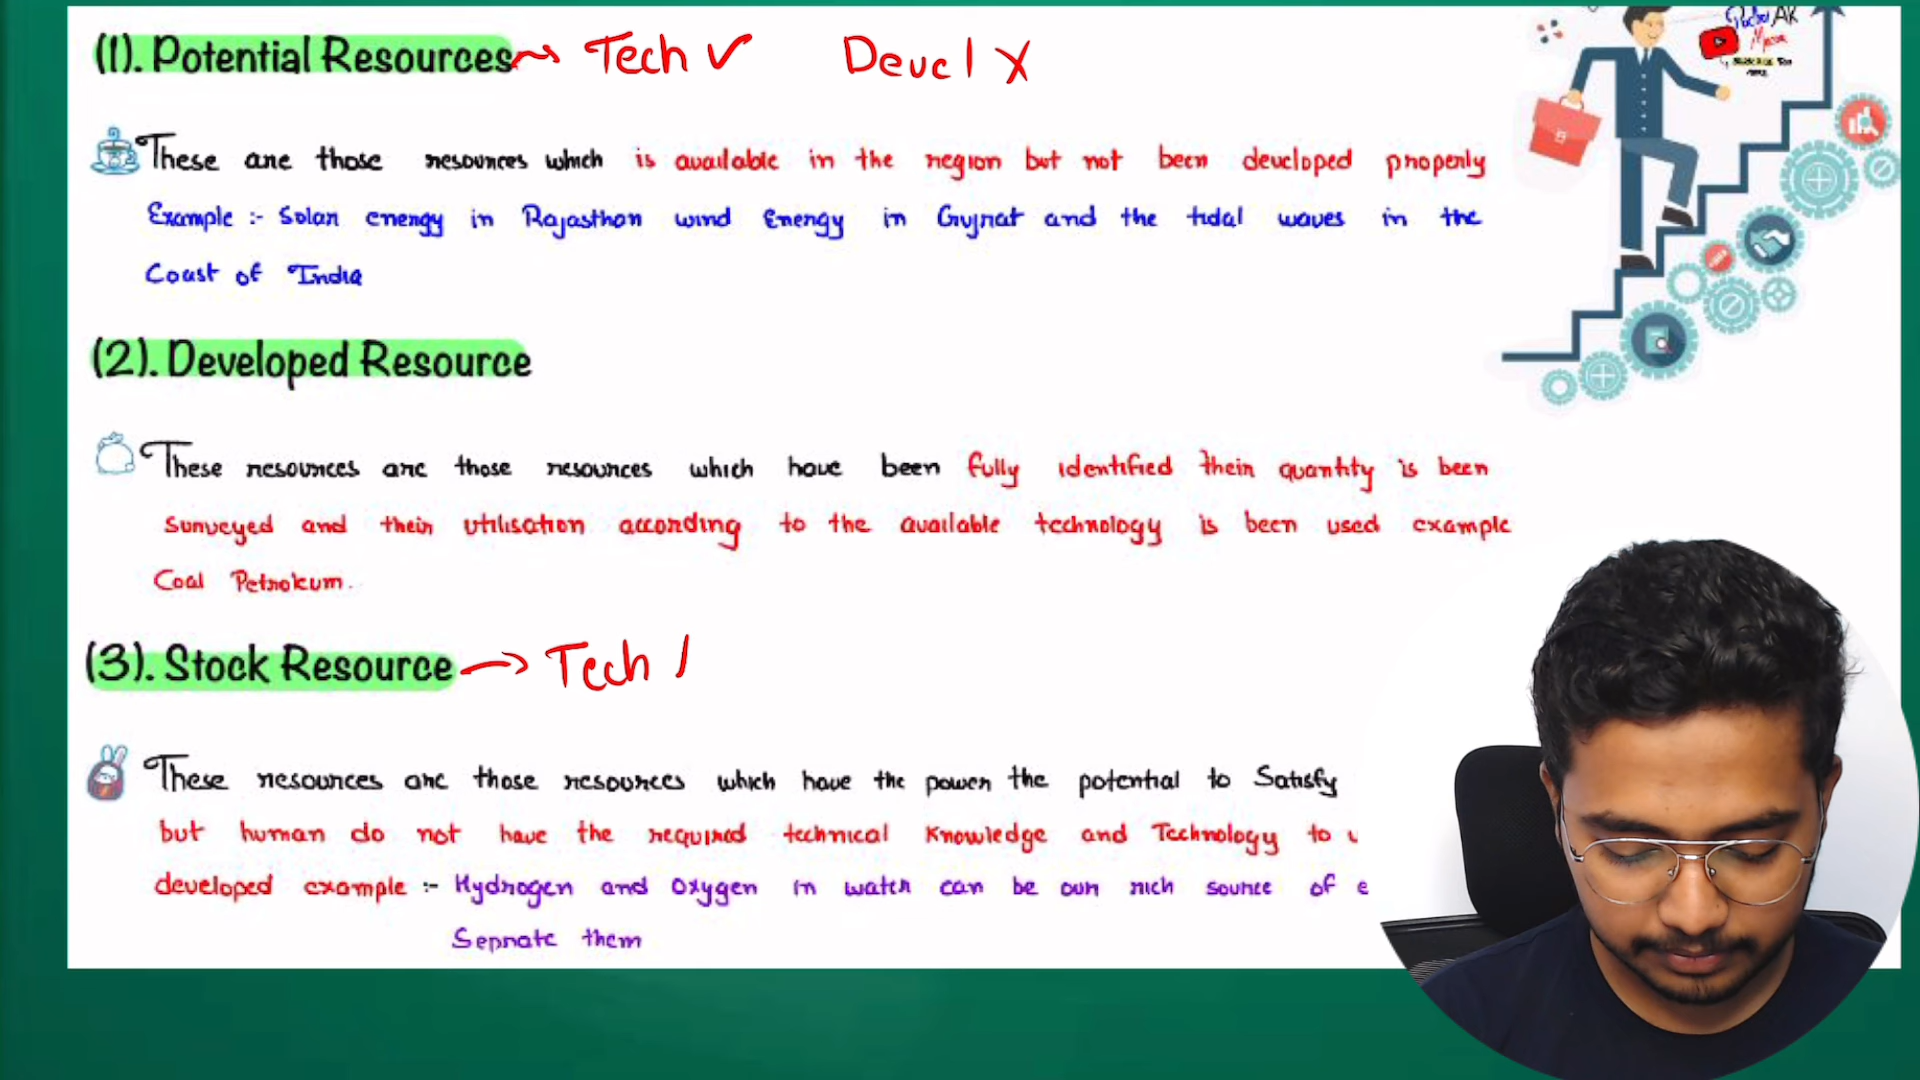 (1). Potential Resources Tech ✓ Devel X
These are those resources which is available in the region but not been developed properly
Example :- Solar energy in Rajasthan wind Energy in Gujrat and the tidal waves in the
Coast of India
(2). Developed Resource
These resources are those resources which have been fully identified their quantity is been
surveyed and their utilisation according to the available technology is been used example
Coal Petroleum.
(3). Stock Resource → Tech
These resources are those resources which have the power the potential to Satisfy
but human do not have the required technical Knowledge and Technology to
developed example :- Hydrogen and Oxygen in water can be our rich source of
Seprate them